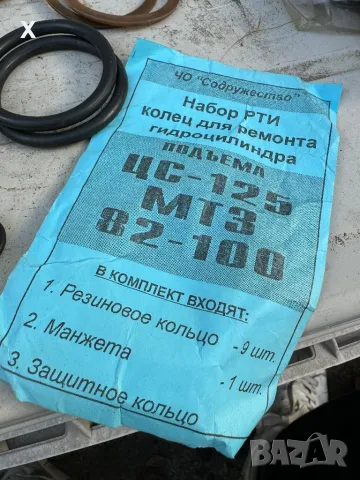 X
ЧО "Содружество"
Набор РТИ
колец для ремонта
гидроцилиндра
ПОДЪЕМА
ЦС-125
МТЗ
82-100
В КОМПЛЕКТ ВХОДЯТ:
1. Резиновое кольцо - 9 шт.
2. Манжета - 1 шт.
3. Защитное кольцо
BAZAR